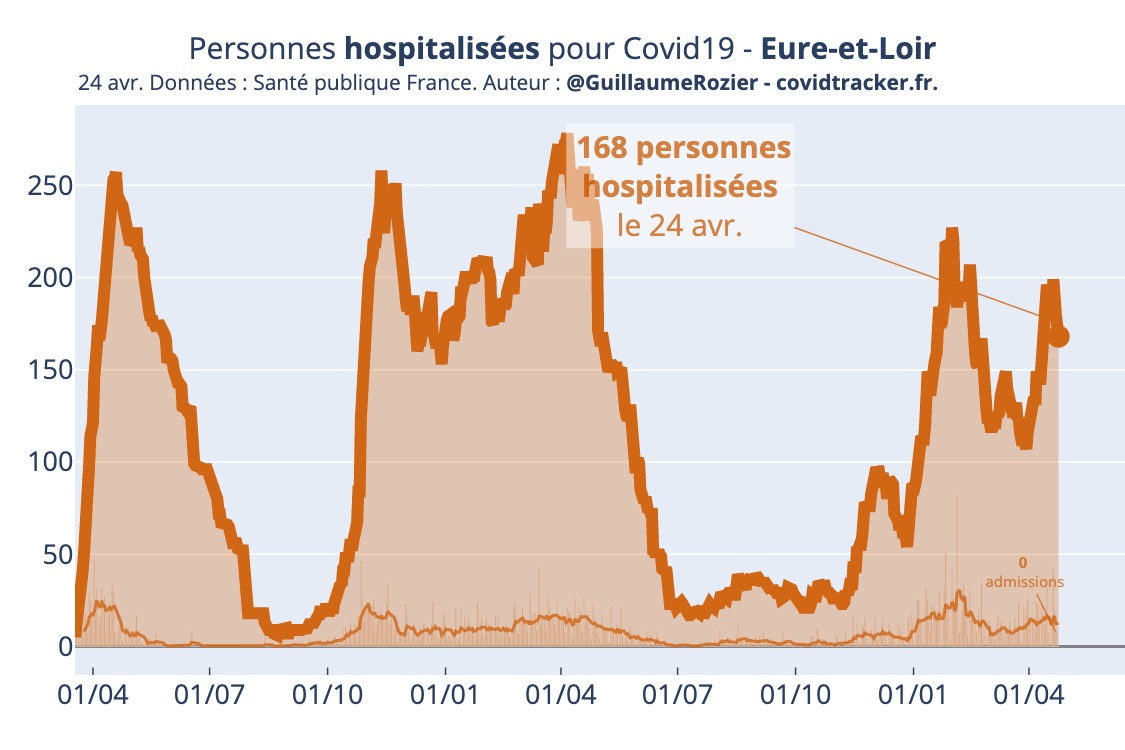 Personnes hospitalisées pour Covid19 - Eure-et-Loir
24 avr. Données : Santé publique France. Auteur : @GuillaumeRozier - covidtracker.fr.
168 personnes
hospitalisées
le 24 avr.
250
200
150
100
50
0
0
admissions
01/04
01/07
01/10
01/01
01/04
01/07
01/10
01/01
01/04